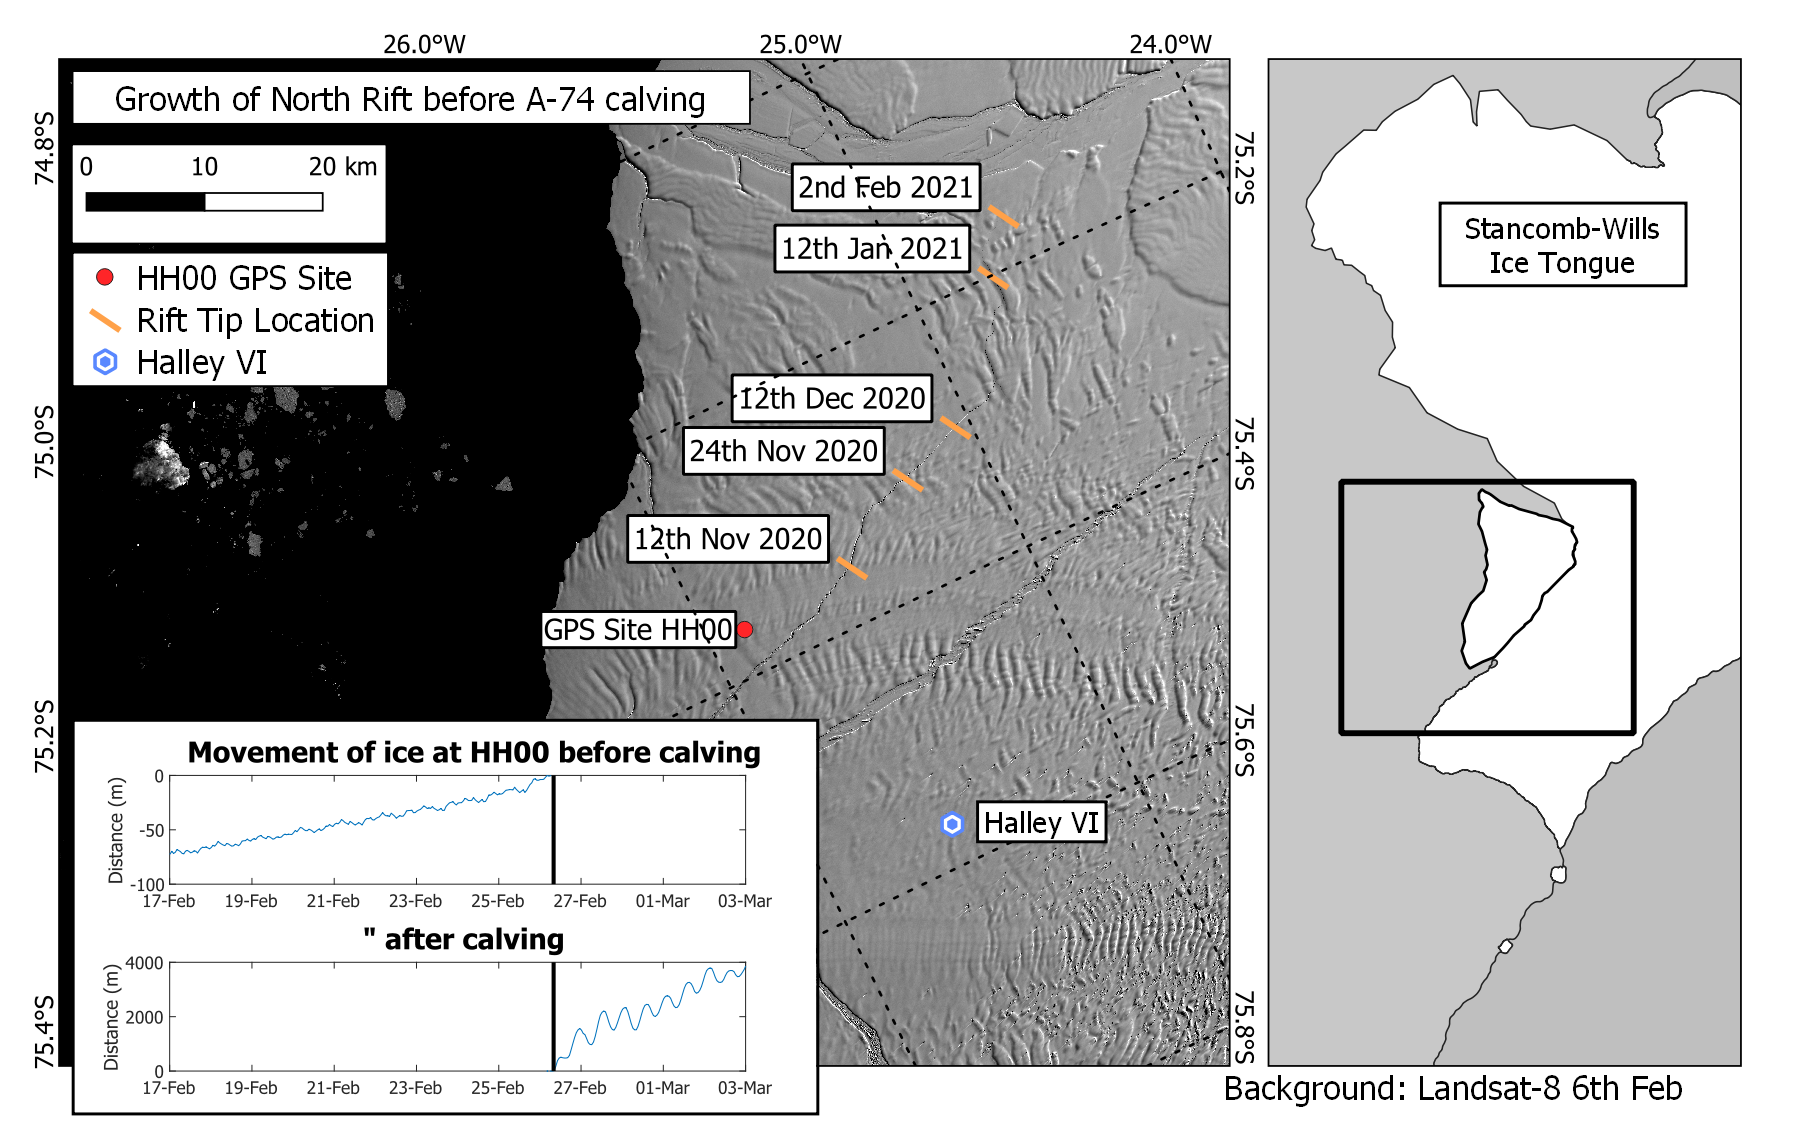 26.0°W 25.0°W 24.0°W
Growth of North Rift before A-74 calving
0 10 20 km
HH00 GPS Site
Rift Tip Location
Halley VI
74.8°S
75.0°S
75.2°S
75.4°S
2nd Feb 2021
12th Jan 2021
12th Dec 2020
24th Nov 2020
12th Nov 2020
GPS Site HH00
Halley VI
75.2°S
75.4°S
75.6°S
75.8°S
Movement of ice at HH00 before calving
Distance (m)
0
-50
-100
17-Feb 19-Feb 21-Feb 23-Feb 25-Feb 27-Feb 01-Mar 03-Mar
" after calving
Distance (m)
4000
2000
0
17-Feb 19-Feb 21-Feb 23-Feb 25-Feb 27-Feb 01-Mar 03-Mar
Stancomb-Wills
Ice Tongue
Background: Landsat-8 6th Feb